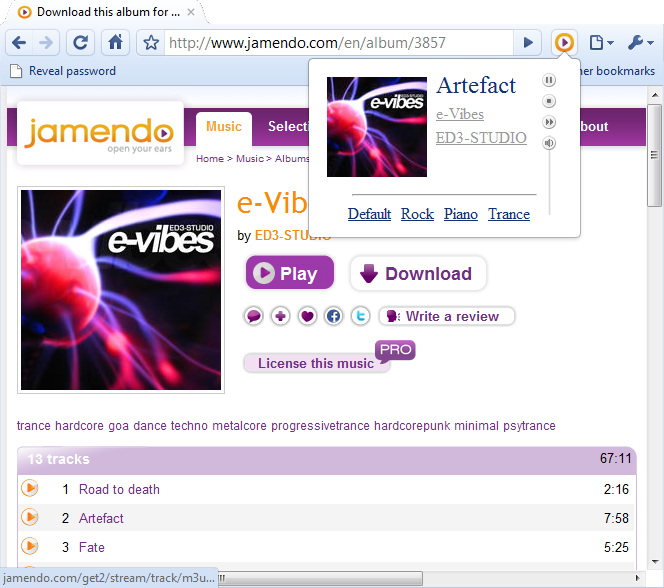 Download this album for ...
http://www.jamendo.com/en/album/3857
Reveal password
her bookmarks
Artefact
e-Vibes
ED3-STUDIO
Default Rock Piano Trance
e-vibes
jamendo
open your ears
Music
Selecti
bout
Home > Music > Albums
e-Vib
by ED3-STUDIO
ED3-STUDIO
e-vibes
Play
Download
Write a review
PRO
License this music
trance hardcore goa dance techno metalcore progressivetrance hardcorepunk minimal psytrance
13 tracks 67:11
1 Road to death 2:16
2 Artefact 7:58
3 Fate 5:25
jamendo.com/get2/stream/track/m3u...